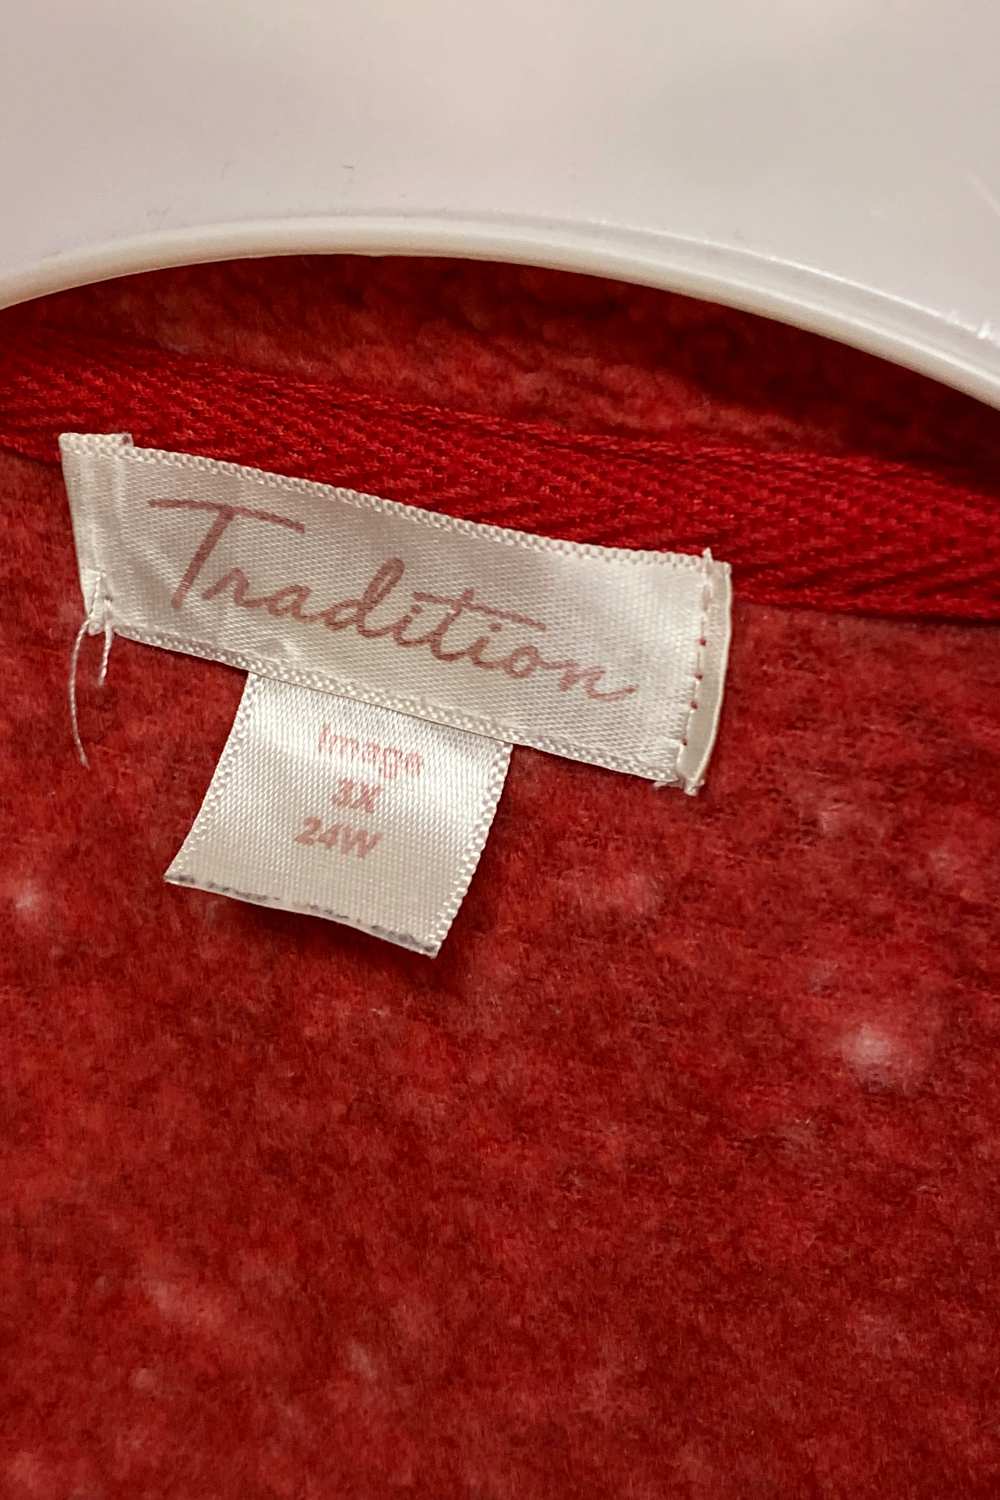 Tradition
Image
3X
24W